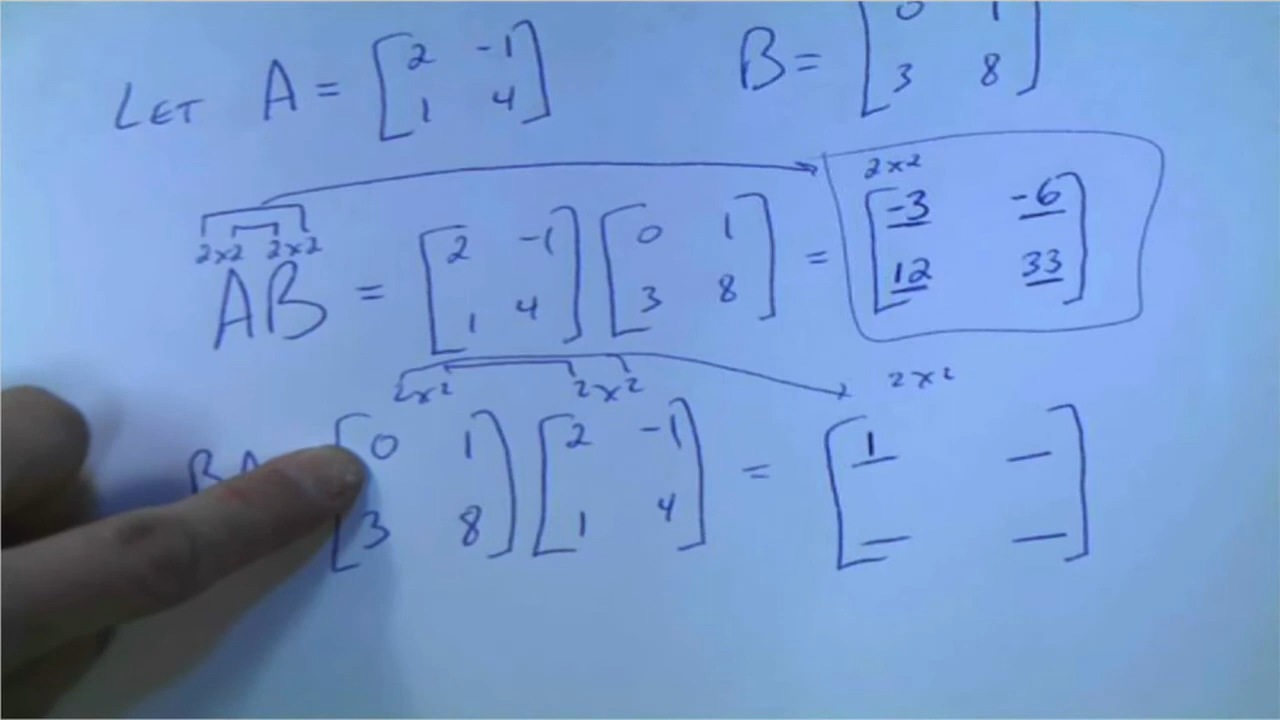 LET A = [ 2 -1 B = [ 0 1
1 4 ] 3 8 ]
2x2
2x2 2x2 [ -3 -6
AB = [ 2 -1 [ 0 1 =
1 4 ] 3 8 ] 12 33 ]
2x2 2x2 2x2
BA [ 0 1 [ 2 -1 = [ 1 _
3 8 ] 1 4 ] _ _ ]